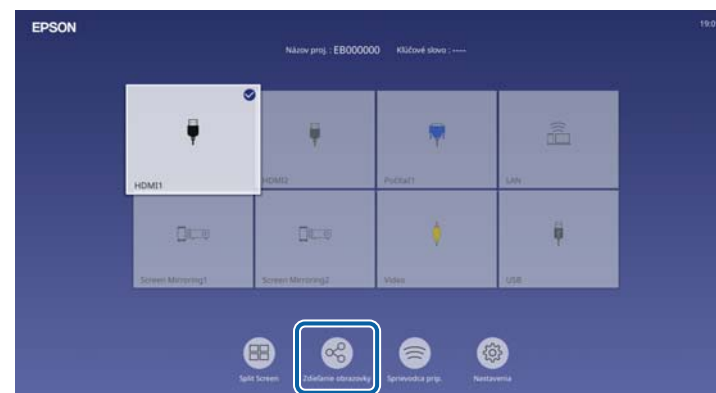 EPSON
19:0
Názov proj. : EB000000 Kľúčové slovo : ----
HDMI1
HDMI2
Počítač1
LAN
Screen Mirroring1
Screen Mirroring2
Video
USB
Split Screen
Zdieľanie obrazovky
Sprievodca prip.
Nastavenia